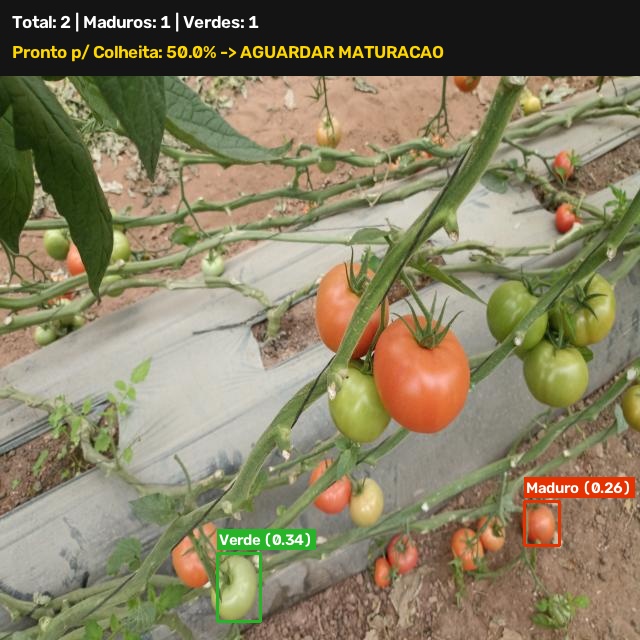 Total: 2 | Maduros: 1 | Verdes: 1
Pronto p/ Colheita: 50.0% -> AGUARDAR MATURACAO
Maduro (0.26)
Verde (0.34)